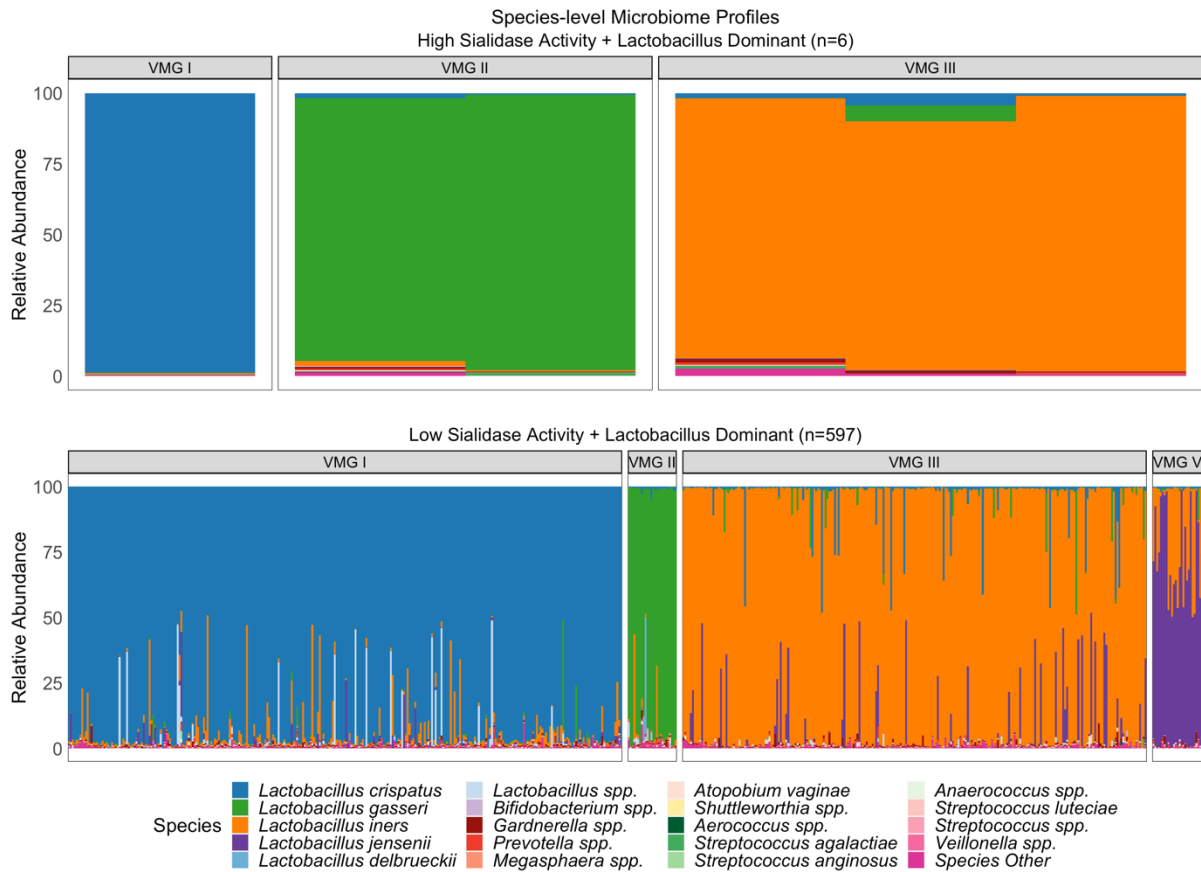 Species-level Microbiome Profiles
High Sialidase Activity + Lactobacillus Dominant (n=6)
VMG I
VMG II
VMG III
Relative Abundance
100
75
50
25
0
Low Sialidase Activity + Lactobacillus Dominant (n=597)
VMG I
VMG II
VMG III
VMG V
Relative Abundance
100
75
50
25
0
Species
Lactobacillus crispatus
Lactobacillus gasseri
Lactobacillus iners
Lactobacillus jensenii
Lactobacillus delbrueckii
Lactobacillus spp.
Bifidobacterium spp.
Gardnerella spp.
Prevotella spp.
Megasphaera spp.
Atopobium vaginae
Shuttleworthia spp.
Aerococcus spp.
Streptococcus agalactiae
Streptococcus anginosus
Anaerococcus spp.
Streptococcus luteciae
Streptococcus spp.
Veillonella spp.
Species Other